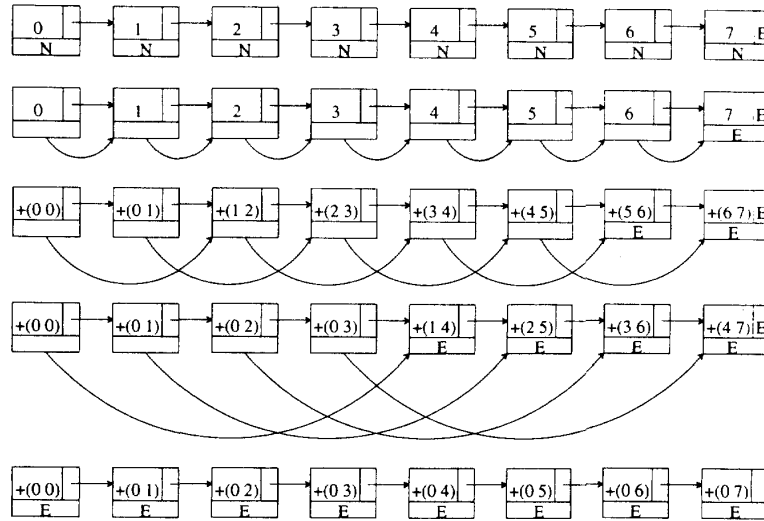 0 1 2 3 4 5 6 7 E
N N N N N N N N
0 1 2 3 4 5 6 7 E
E
+(0 0) +(0 1) +(1 2) +(2 3) +(3 4) +(4 5) +(5 6) +(6 7) E
E E
+(0 0) +(0 1) +(0 2) +(0 3) +(1 4) +(2 5) +(3 6) +(4 7) E
E E E E
+(0 0) +(0 1) +(0 2) +(0 3) +(0 4) +(0 5) +(0 6) +(0 7)
E E E E E E E E